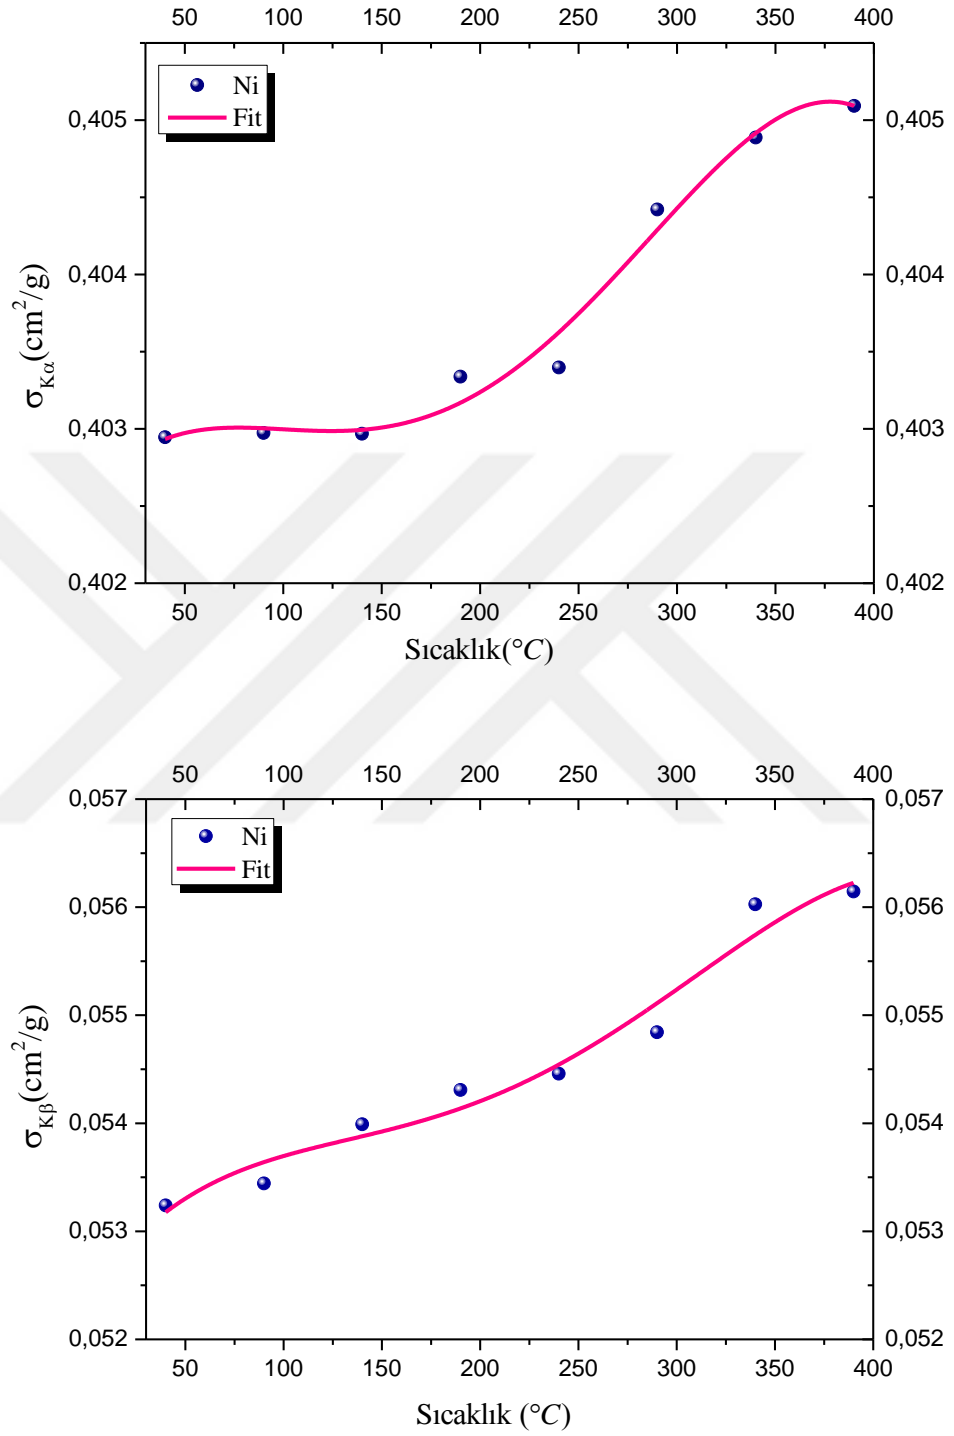 50 100 150 200 250 300 350 400
Ni
Fit
0,405 0,405
0,404 0,404
0,403 0,403
0,402 0,402
σKα(cm²/g)
50 100 150 200 250 300 350 400
Sıcaklık(°C)
50 100 150 200 250 300 350 400
0,057 0,057
Ni
Fit
0,056 0,056
0,055 0,055
0,054 0,054
0,053 0,053
0,052 0,052
σKβ(cm²/g)
50 100 150 200 250 300 350 400
Sıcaklık (°C)